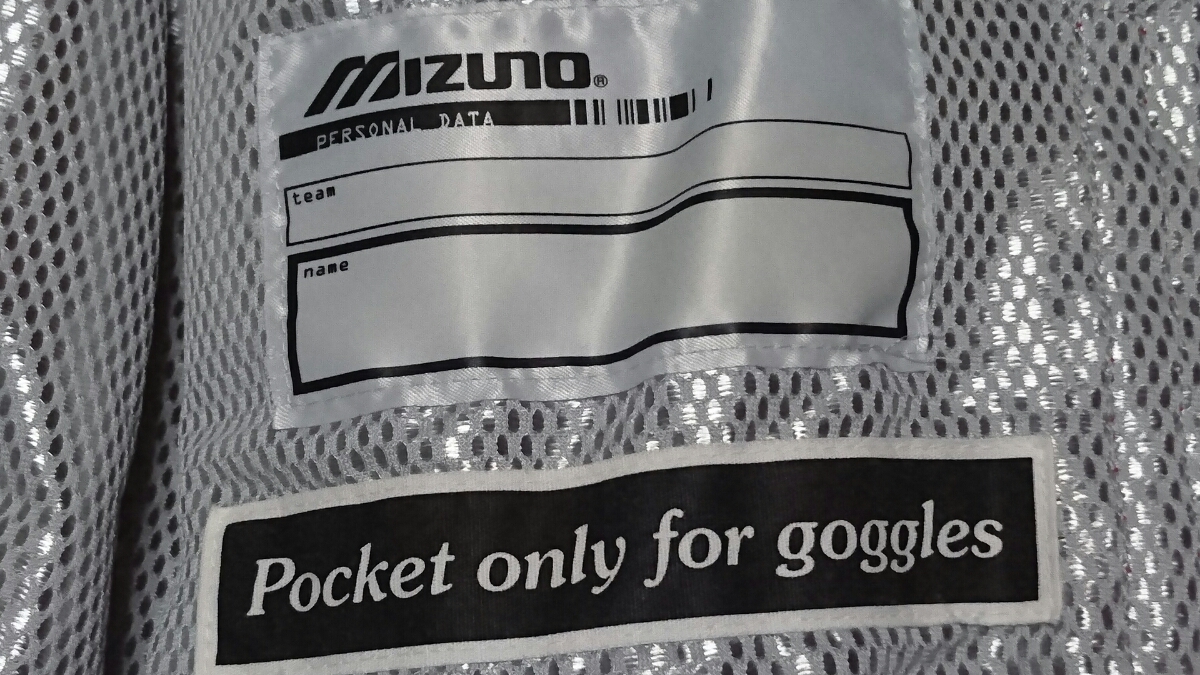 MIZUNO®
PERSONAL DATA
team
name
Pocket only for goggles